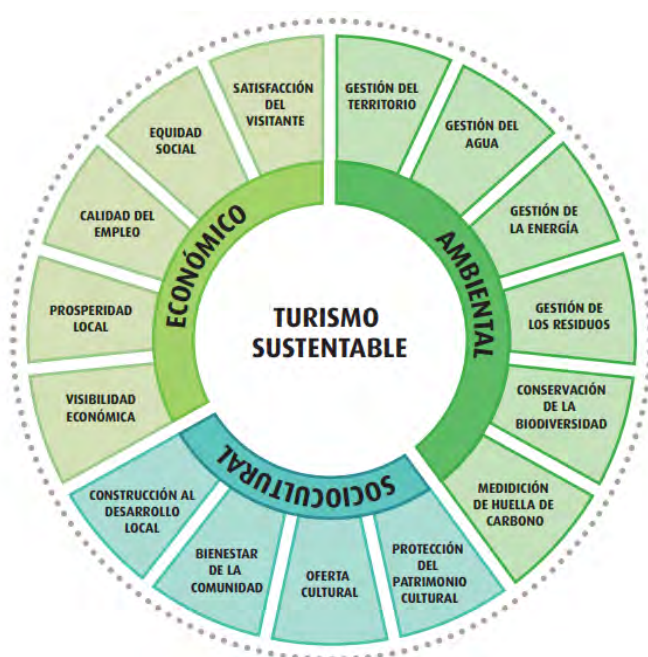 TURISMO
SUSTENTABLE
AMBIENTAL
GESTIÓN DEL
TERRITORIO
GESTIÓN DEL
AGUA
GESTIÓN DE
LA ENERGÍA
GESTIÓN DE
LOS RESIDUOS
CONSERVACIÓN
DE LA
BIODIVERSIDAD
MEDIDICIÓN
DE HUELLA DE
CARBONO
SOCIOCULTURAL
PROTECCIÓN
DEL
PATRIMONIO
CULTURAL
OFERTA
CULTURAL
BIENESTAR
DE LA
COMUNIDAD
CONSTRUCCIÓN AL
DESARROLLO
LOCAL
ECONÓMICO
VISIBILIDAD
ECONÓMICA
PROSPERIDAD
LOCAL
CALIDAD DEL
EMPLEO
EQUIDAD
SOCIAL
SATISFACCIÓN
DEL
VISITANTE